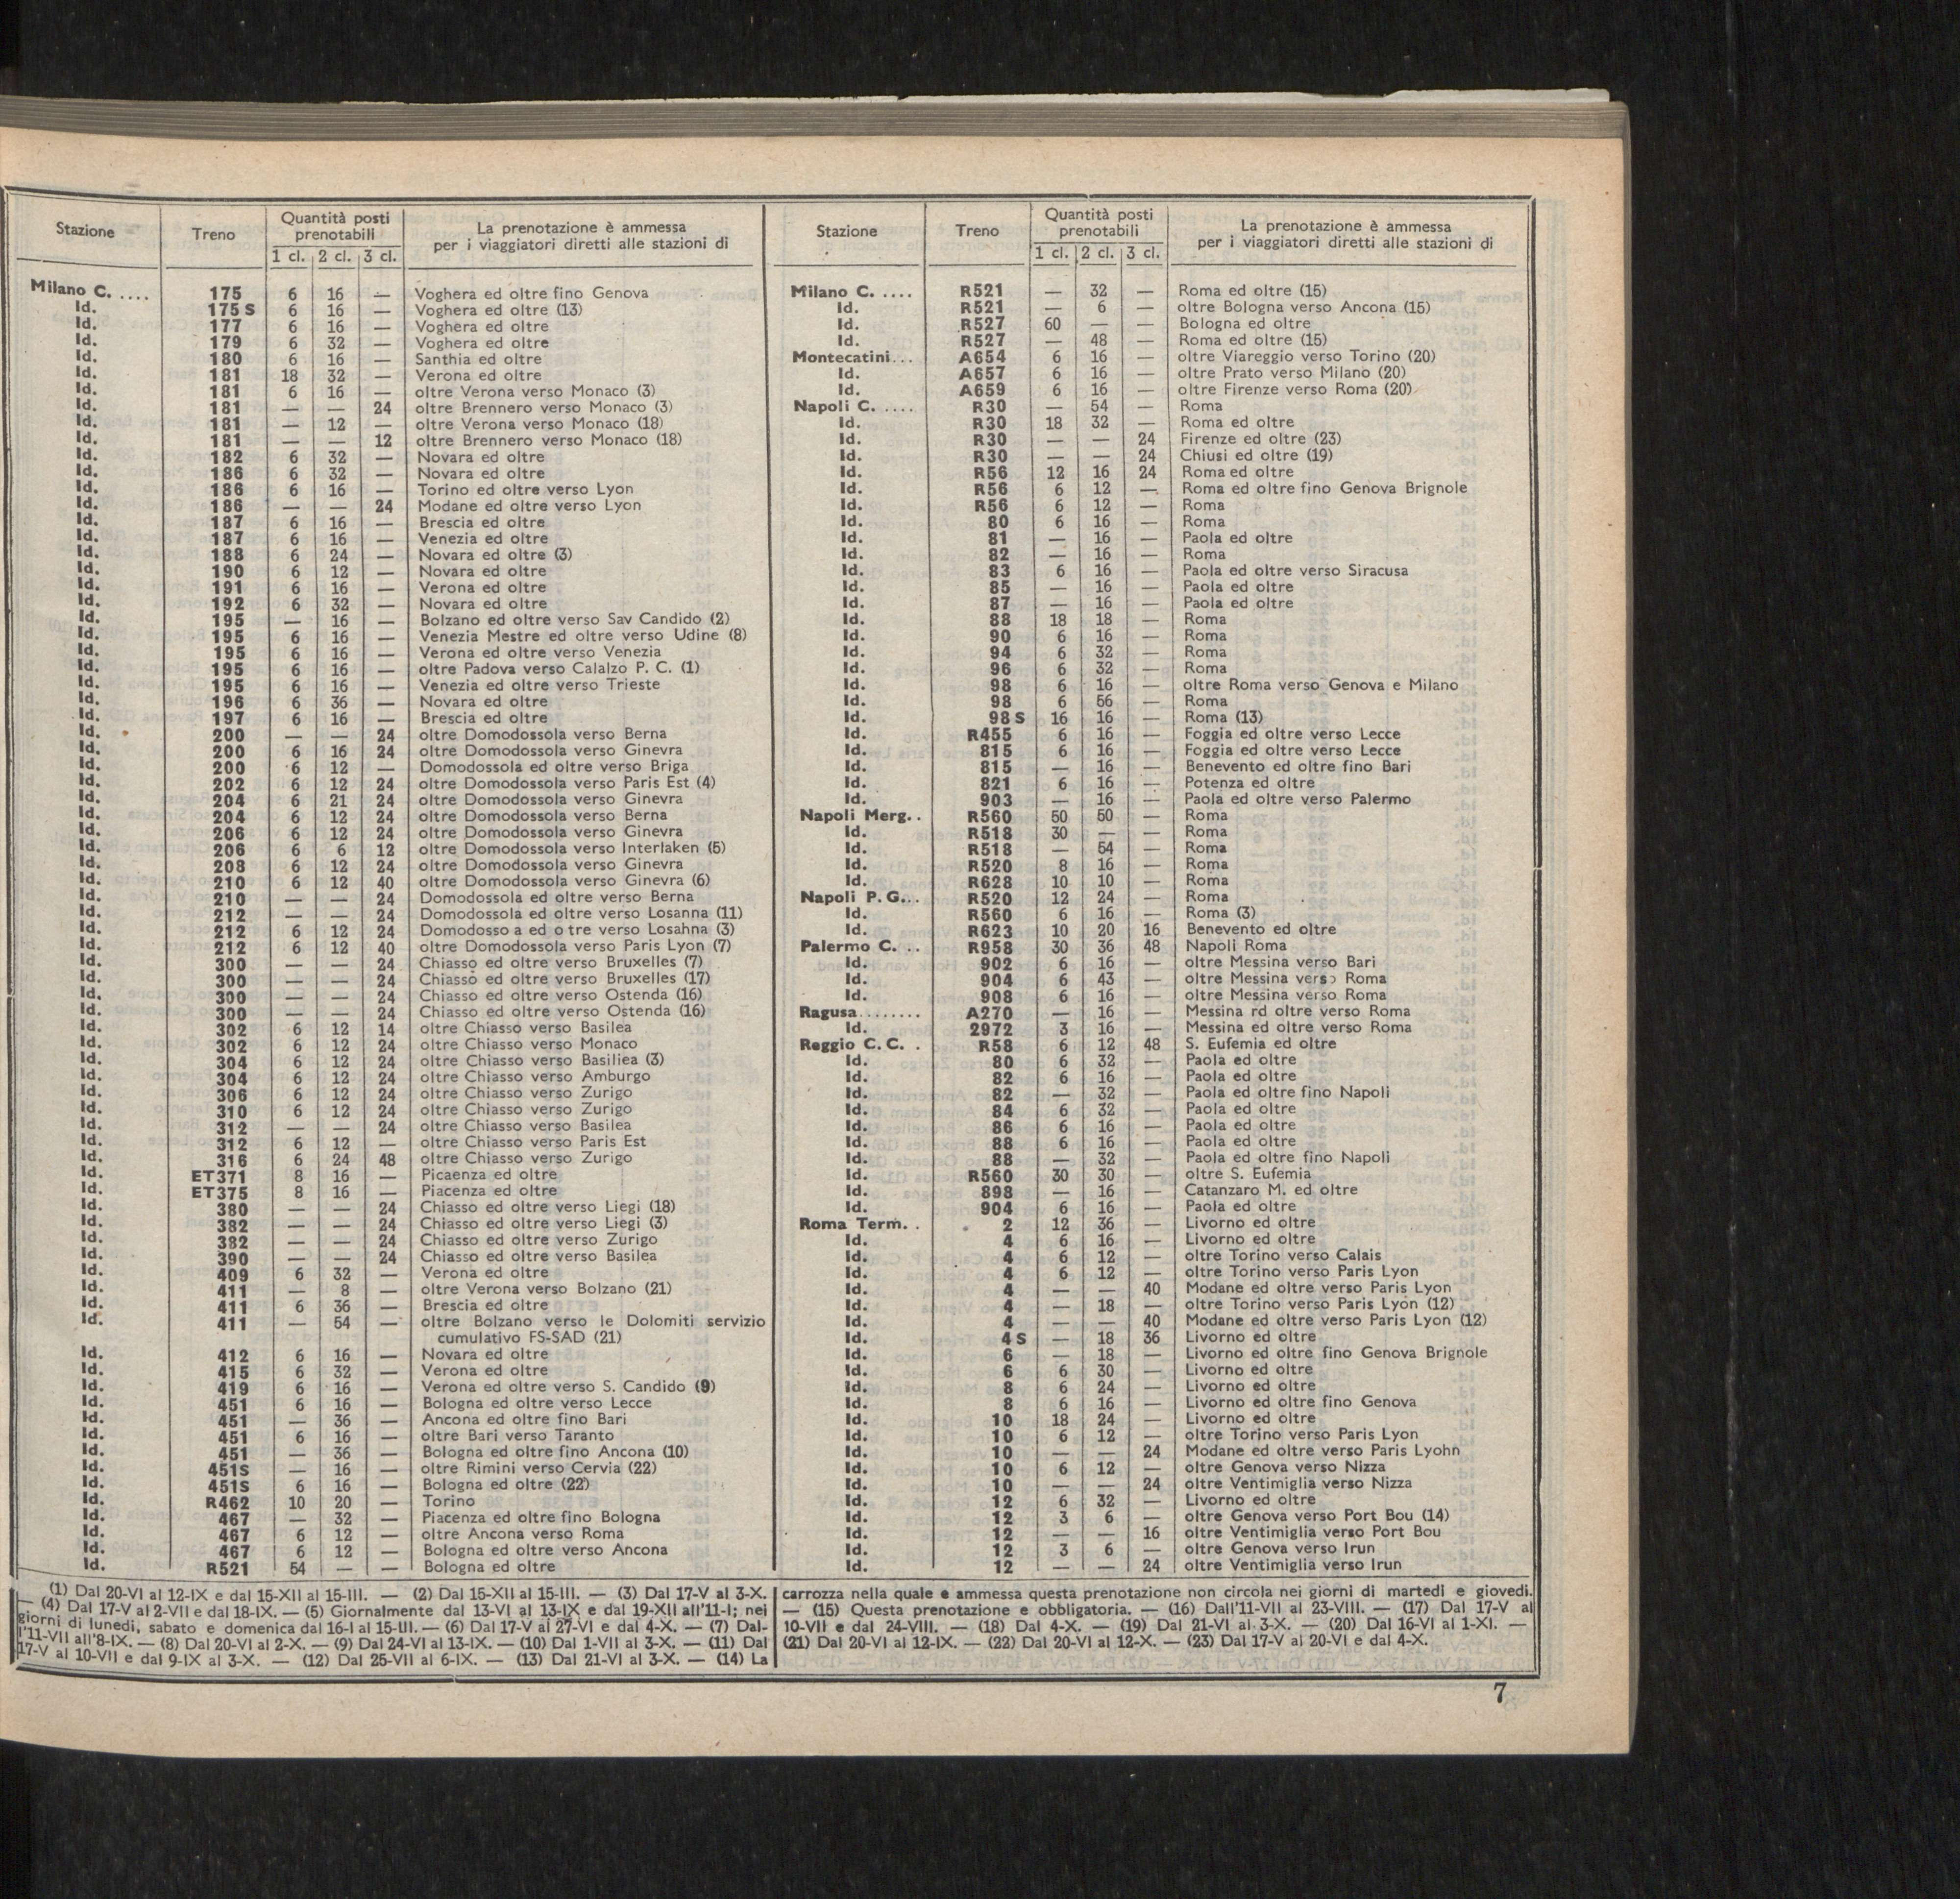 Stazione Treno Quantità posti prenotabili La prenotazione è ammessa per i viaggiatori diretti alle stazioni di
1 cl. 2 cl. 3 cl.
Milano C. .... 175 6 16 — Voghera ed oltre fino Genova
Id. 175 S 6 16 — Voghera ed oltre (13)
Id. 177 6 16 — Voghera ed oltre
Id. 179 6 32 — Voghera ed oltre
Id. 180 6 16 — Santhia ed oltre
Id. 181 18 32 — Verona ed oltre
Id. 181 6 16 — oltre Verona verso Monaco (3)
Id. 181 — — 24 oltre Brennero verso Monaco (3)
Id. 181 — 12 — oltre Verona verso Monaco (18)
Id. 181 — — 12 oltre Brennero verso Monaco (18)
Id. 182 6 32 — Novara ed oltre
Id. 186 6 32 — Novara ed oltre
Id. 186 6 16 — Torino ed oltre verso Lyon
Id. 186 — — 24 Modane ed oltre verso Lyon
Id. 187 6 16 — Brescia ed oltre
Id. 187 6 16 — Venezia ed oltre
Id. 188 6 24 — Novara ed oltre (3)
Id. 190 6 12 — Novara ed oltre
Id. 191 6 16 — Verona ed oltre
Id. 192 6 32 — Novara ed oltre
Id. 195 — 16 — Bolzano ed oltre verso Sav Candido (2)
Id. 195 6 16 — Venezia Mestre ed oltre verso Udine (8)
Id. 195 6 16 — Verona ed oltre verso Venezia
Id. 195 6 16 — oltre Padova verso Calalzo P. C. (1)
Id. 195 6 16 — Venezia ed oltre verso Trieste
Id. 196 6 36 — Novara ed oltre
Id. 197 6 16 — Brescia ed oltre
Id. 200 — — 24 oltre Domodossola verso Berna
Id. 200 6 16 24 oltre Domodossola verso Ginevra
Id. 200 6 12 — Domodossola ed oltre verso Briga
Id. 202 6 12 24 oltre Domodossola verso Paris Est (4)
Id. 204 6 21 24 oltre Domodossola verso Ginevra
Id. 204 6 12 24 oltre Domodossola verso Berna
Id. 206 6 12 24 oltre Domodossola verso Ginevra
Id. 206 6 6 12 oltre Domodossola verso Interlaken (5)
Id. 208 6 12 24 oltre Domodossola verso Ginevra
Id. 210 6 12 40 oltre Domodossola verso Ginevra (6)
Id. 210 — — 24 Domodossola ed oltre verso Berna
Id. 212 — — 24 Domodossola ed oltre verso Losanna (11)
Id. 212 6 12 24 Domodosso a ed o tre verso Losahna (3)
Id. 212 6 12 40 oltre Domodossola verso Paris Lyon (7)
Id. 300 — — 24 Chiasso ed oltre verso Bruxelles (7)
Id. 300 — — 24 Chiasso ed oltre verso Bruxelles (17)
Id. 300 — — 24 Chiasso ed oltre verso Ostenda (16)
Id. 300 — — 24 Chiasso ed oltre verso Ostenda (16)
Id. 302 6 12 14 oltre Chiasso verso Basilea
Id. 302 6 12 24 oltre Chiasso verso Monaco
Id. 304 6 12 24 oltre Chiasso verso Basiliea (3)
Id. 304 6 12 24 oltre Chiasso verso Amburgo
Id. 306 6 12 24 oltre Chiasso verso Zurigo
Id. 310 6 12 24 oltre Chiasso verso Zurigo
Id. 312 — — 24 oltre Chiasso verso Basilea
Id. 312 6 12 — oltre Chiasso verso Paris Est
Id. 316 6 24 48 oltre Chiasso verso Zurigo
Id. ET371 8 16 — Picaenza ed oltre
Id. ET375 8 16 — Piacenza ed oltre
Id. 380 — — 24 Chiasso ed oltre verso Liegi (18)
Id. 382 — — 24 Chiasso ed oltre verso Liegi (3)
Id. 382 — — 24 Chiasso ed oltre verso Zurigo
Id. 390 — — 24 Chiasso ed oltre verso Basilea
Id. 409 6 32 — Verona ed oltre
Id. 411 — 8 — oltre Verona verso Bolzano (21)
Id. 411 6 36 — Brescia ed oltre
Id. 411 — 54 — oltre Bolzano verso le Dolomiti servizio
cumulativo FS-SAD (21)
Id. 412 6 16 — Novara ed oltre
Id. 415 6 32 — Verona ed oltre
Id. 419 6 16 — Verona ed oltre verso S. Candido (9)
Id. 451 6 16 — Bologna ed oltre verso Lecce
Id. 451 — 36 — Ancona ed oltre fino Bari
Id. 451 6 16 — oltre Bari verso Taranto
Id. 451 — 36 — Bologna ed oltre fino Ancona (10)
Id. 451S — 16 — oltre Rimini verso Cervia (22)
Id. 451S 6 16 — Bologna ed oltre (22)
Id. R462 10 20 — Torino
Id. 467 — 32 — Piacenza ed oltre fino Bologna
Id. 467 6 12 — oltre Ancona verso Roma
Id. 467 6 12 — Bologna ed oltre verso Ancona
Id. R521 54 — — Bologna ed oltre
Stazione Treno Quantità posti prenotabili La prenotazione è ammessa per i viaggiatori diretti alle stazioni di
1 cl. 2 cl. 3 cl.
Milano C. .... R521 — 32 — Roma ed oltre (15)
Id. R521 — 6 — oltre Bologna verso Ancona (15)
Id. R527 60 — — Bologna ed oltre
Id. R527 — 48 — Roma ed oltre (15)
Montecatini... A654 6 16 — oltre Viareggio verso Torino (20)
Id. A657 6 16 — oltre Prato verso Milano (20)
Id. A659 6 16 — oltre Firenze verso Roma (20)
Napoli C. .... R30 — 54 — Roma
Id. R30 18 32 — Roma ed oltre
Id. R30 — — 24 Firenze ed oltre (23)
Id. R30 — — 24 Chiusi ed oltre (19)
Id. R56 12 16 24 Roma ed oltre
Id. R56 6 12 — Roma ed oltre fino Genova Brignole
Id. R56 6 12 — Roma
Id. 80 6 16 — Roma
Id. 81 — 16 — Paola ed oltre
Id. 82 — 16 — Roma
Id. 83 6 16 — Paola ed oltre verso Siracusa
Id. 85 — 16 — Paola ed oltre
Id. 87 — 16 — Paola ed oltre
Id. 88 18 18 — Roma
Id. 90 6 16 — Roma
Id. 94 6 32 — Roma
Id. 96 6 32 — Roma
Id. 98 6 16 — oltre Roma verso Genova e Milano
Id. 98 6 56 — Roma
Id. 98 S 16 16 — Roma (13)
Id. R455 6 16 — Foggia ed oltre verso Lecce
Id. 815 6 16 — Foggia ed oltre verso Lecce
Id. 815 — 16 — Benevento ed oltre fino Bari
Id. 821 6 16 — Potenza ed oltre
Id. 903 — 16 — Paola ed oltre verso Palermo
Napoli Merg. . R560 50 50 — Roma
Id. R518 30 — — Roma
Id. R518 — 54 — Roma
Id. R520 8 16 — Roma
Id. R628 10 10 — Roma
Napoli P. G... R520 12 24 — Roma
Id. R560 6 16 — Roma (3)
Id. R623 10 20 16 Benevento ed oltre
Palermo C. .. R958 30 36 48 Napoli Roma
Id. 902 6 16 — oltre Messina verso Bari
Id. 904 6 43 — oltre Messina verso Roma
Id. 908 6 16 — oltre Messina verso Roma
Ragusa........ A270 — 16 — Messina rd oltre verso Roma
Id. 2972 3 16 — Messina ed oltre verso Roma
Reggio C. C. . R58 6 12 48 S. Eufemia ed oltre
Id. 80 6 32 — Paola ed oltre
Id. 82 6 16 — Paola ed oltre
Id. 82 — 32 — Paola ed oltre fino Napoli
Id. 84 6 32 — Paola ed oltre
Id. 86 6 16 — Paola ed oltre
Id. 88 6 16 — Paola ed oltre
Id. 88 — 32 — Paola ed oltre fino Napoli
Id. R560 30 30 — oltre S. Eufemia
Id. 898 — 16 — Catanzaro M. ed oltre
Id. 904 6 16 — Paola ed oltre
Roma Term. . 2 12 36 — Livorno ed oltre
Id. 4 6 16 — Livorno ed oltre
Id. 4 6 12 — oltre Torino verso Calais
Id. 4 6 12 — oltre Torino verso Paris Lyon
Id. 4 — — 40 Modane ed oltre verso Paris Lyon
Id. 4 — 18 — oltre Torino verso Paris Lyon (12)
Id. 4 — — 40 Modane ed oltre verso Paris Lyon (12)
Id. 4 S — 18 36 Livorno ed oltre
Id. 6 — 18 — Livorno ed oltre fino Genova Brignole
Id. 6 6 30 — Livorno ed oltre
Id. 8 6 24 — Livorno ed oltre
Id. 8 6 16 — Livorno ed oltre fino Genova
Id. 10 18 24 — Livorno ed oltre
Id. 10 6 12 — oltre Torino verso Paris Lyon
Id. 10 — — 24 Modane ed oltre verso Paris Lyohn
Id. 10 6 12 — oltre Genova verso Nizza
Id. 10 — — 24 oltre Ventimiglia verso Nizza
Id. 12 6 32 — Livorno ed oltre
Id. 12 3 6 — oltre Genova verso Port Bou (14)
Id. 12 — — 16 oltre Ventimiglia verso Port Bou
Id. 12 3 6 — oltre Genova verso Irun
Id. 12 — — 24 oltre Ventimiglia verso Irun
(1) Dal 20-VI al 12-IX e dal 15-XII al 15-III. — (2) Dal 15-XII al 15-III. — (3) Dal 17-V al 3-X.
— (4) Dal 17-V al 2-VII e dal 18-IX. — (5) Giornalmente dal 13-VI al 13-IX e dal 19-XII all'11-I; nei
giorni di lunedi, sabato e domenica dal 16-I al 15-III. — (6) Dal 17-V al 27-VI e dal 4-X. — (7) Dal-
l'11-VII all'8-IX. — (8) Dal 20-VI al 2-X. — (9) Dal 24-VI al 13-IX. — (10) Dal 1-VII al 3-X. — (11) Dal
17-V al 10-VII e dal 9-IX al 3-X. — (12) Dal 25-VII al 6-IX. — (13) Dal 21-VI al 3-X. — (14) La
carrozza nella quale e ammessa questa prenotazione non circola nei giorni di martedi e giovedi.
— (15) Questa prenotazione e obbligatoria. — (16) Dall'11-VII al 23-VIII. — (17) Dal 17-V al
10-VII e dal 24-VIII. — (18) Dal 4-X. — (19) Dal 21-VI al 3-X. — (20) Dal 16-VI al 1-XI. —
(21) Dal 20-VI al 12-IX. — (22) Dal 20-VI al 12-X. — (23) Dal 17-V al 20-VI e dal 4-X.
7